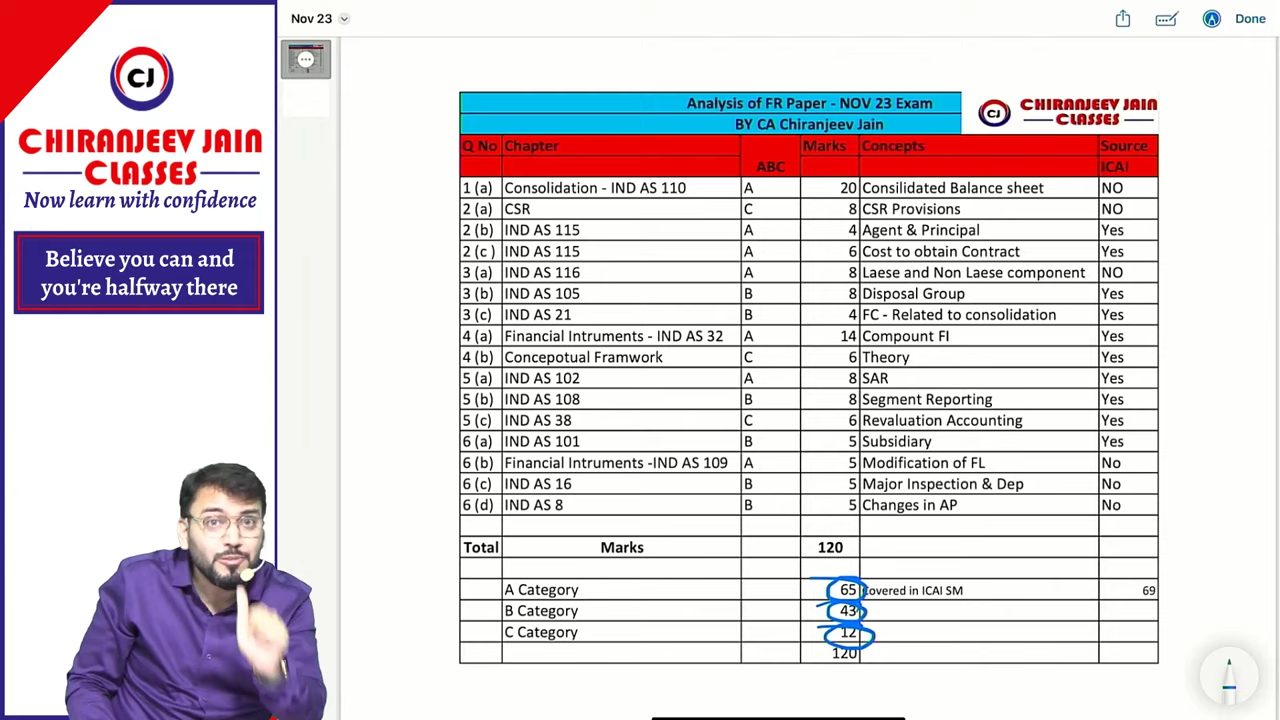 Nov 23
Done
CJ
CHIRANJEEV JAIN
CLASSES
Now learn with confidence
Believe you can and
you're halfway there
Analysis of FR Paper - NOV 23 Exam
BY CA Chiranjeev Jain
CJ
CHIRANJEEV JAIN
CLASSES
Q No Chapter ABC Marks Concepts Source
ICAI
1 (a) Consolidation - IND AS 110 A 20 Consilidated Balance sheet NO
2 (a) CSR C 8 CSR Provisions NO
2 (b) IND AS 115 A 4 Agent & Principal Yes
2 (c ) IND AS 115 A 6 Cost to obtain Contract Yes
3 (a) IND AS 116 A 8 Laese and Non Laese component NO
3 (b) IND AS 105 B 8 Disposal Group Yes
3 (c) IND AS 21 B 4 FC - Related to consolidation Yes
4 (a) Financial Intruments - IND AS 32 A 14 Compount FI Yes
4 (b) Concepotual Framwork C 6 Theory Yes
5 (a) IND AS 102 A 8 SAR Yes
5 (b) IND AS 108 B 8 Segment Reporting Yes
5 (c) IND AS 38 C 6 Revaluation Accounting Yes
6 (a) IND AS 101 B 5 Subsidiary Yes
6 (b) Financial Intruments -IND AS 109 A 5 Modification of FL No
6 (c) IND AS 16 B 5 Major Inspection & Dep No
6 (d) IND AS 8 B 5 Changes in AP No
Total Marks 120
A Category 65 Covered in ICAI SM 69
B Category 43
C Category 12
120